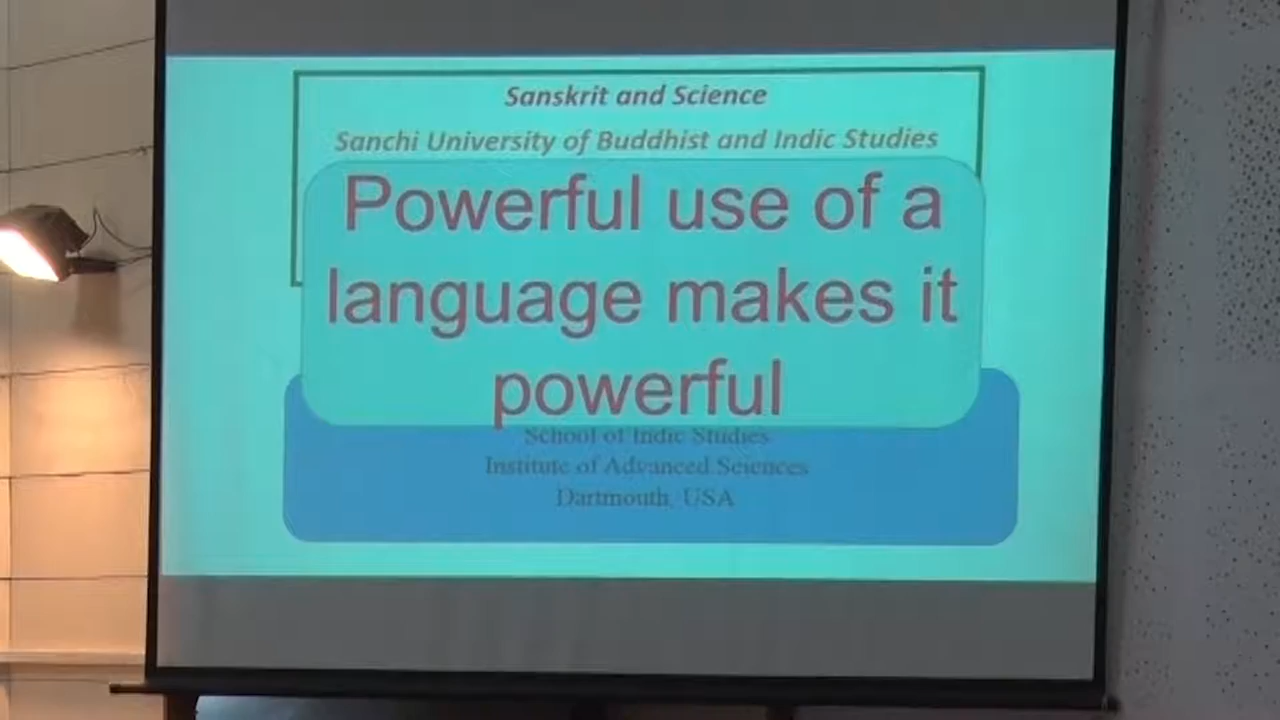 Sanskrit and Science
Sanchi University of Buddhist and Indic Studies
Powerful use of a
language makes it
powerful
School of Indic Studies
Institute of Advanced Sciences
Dartmouth, USA